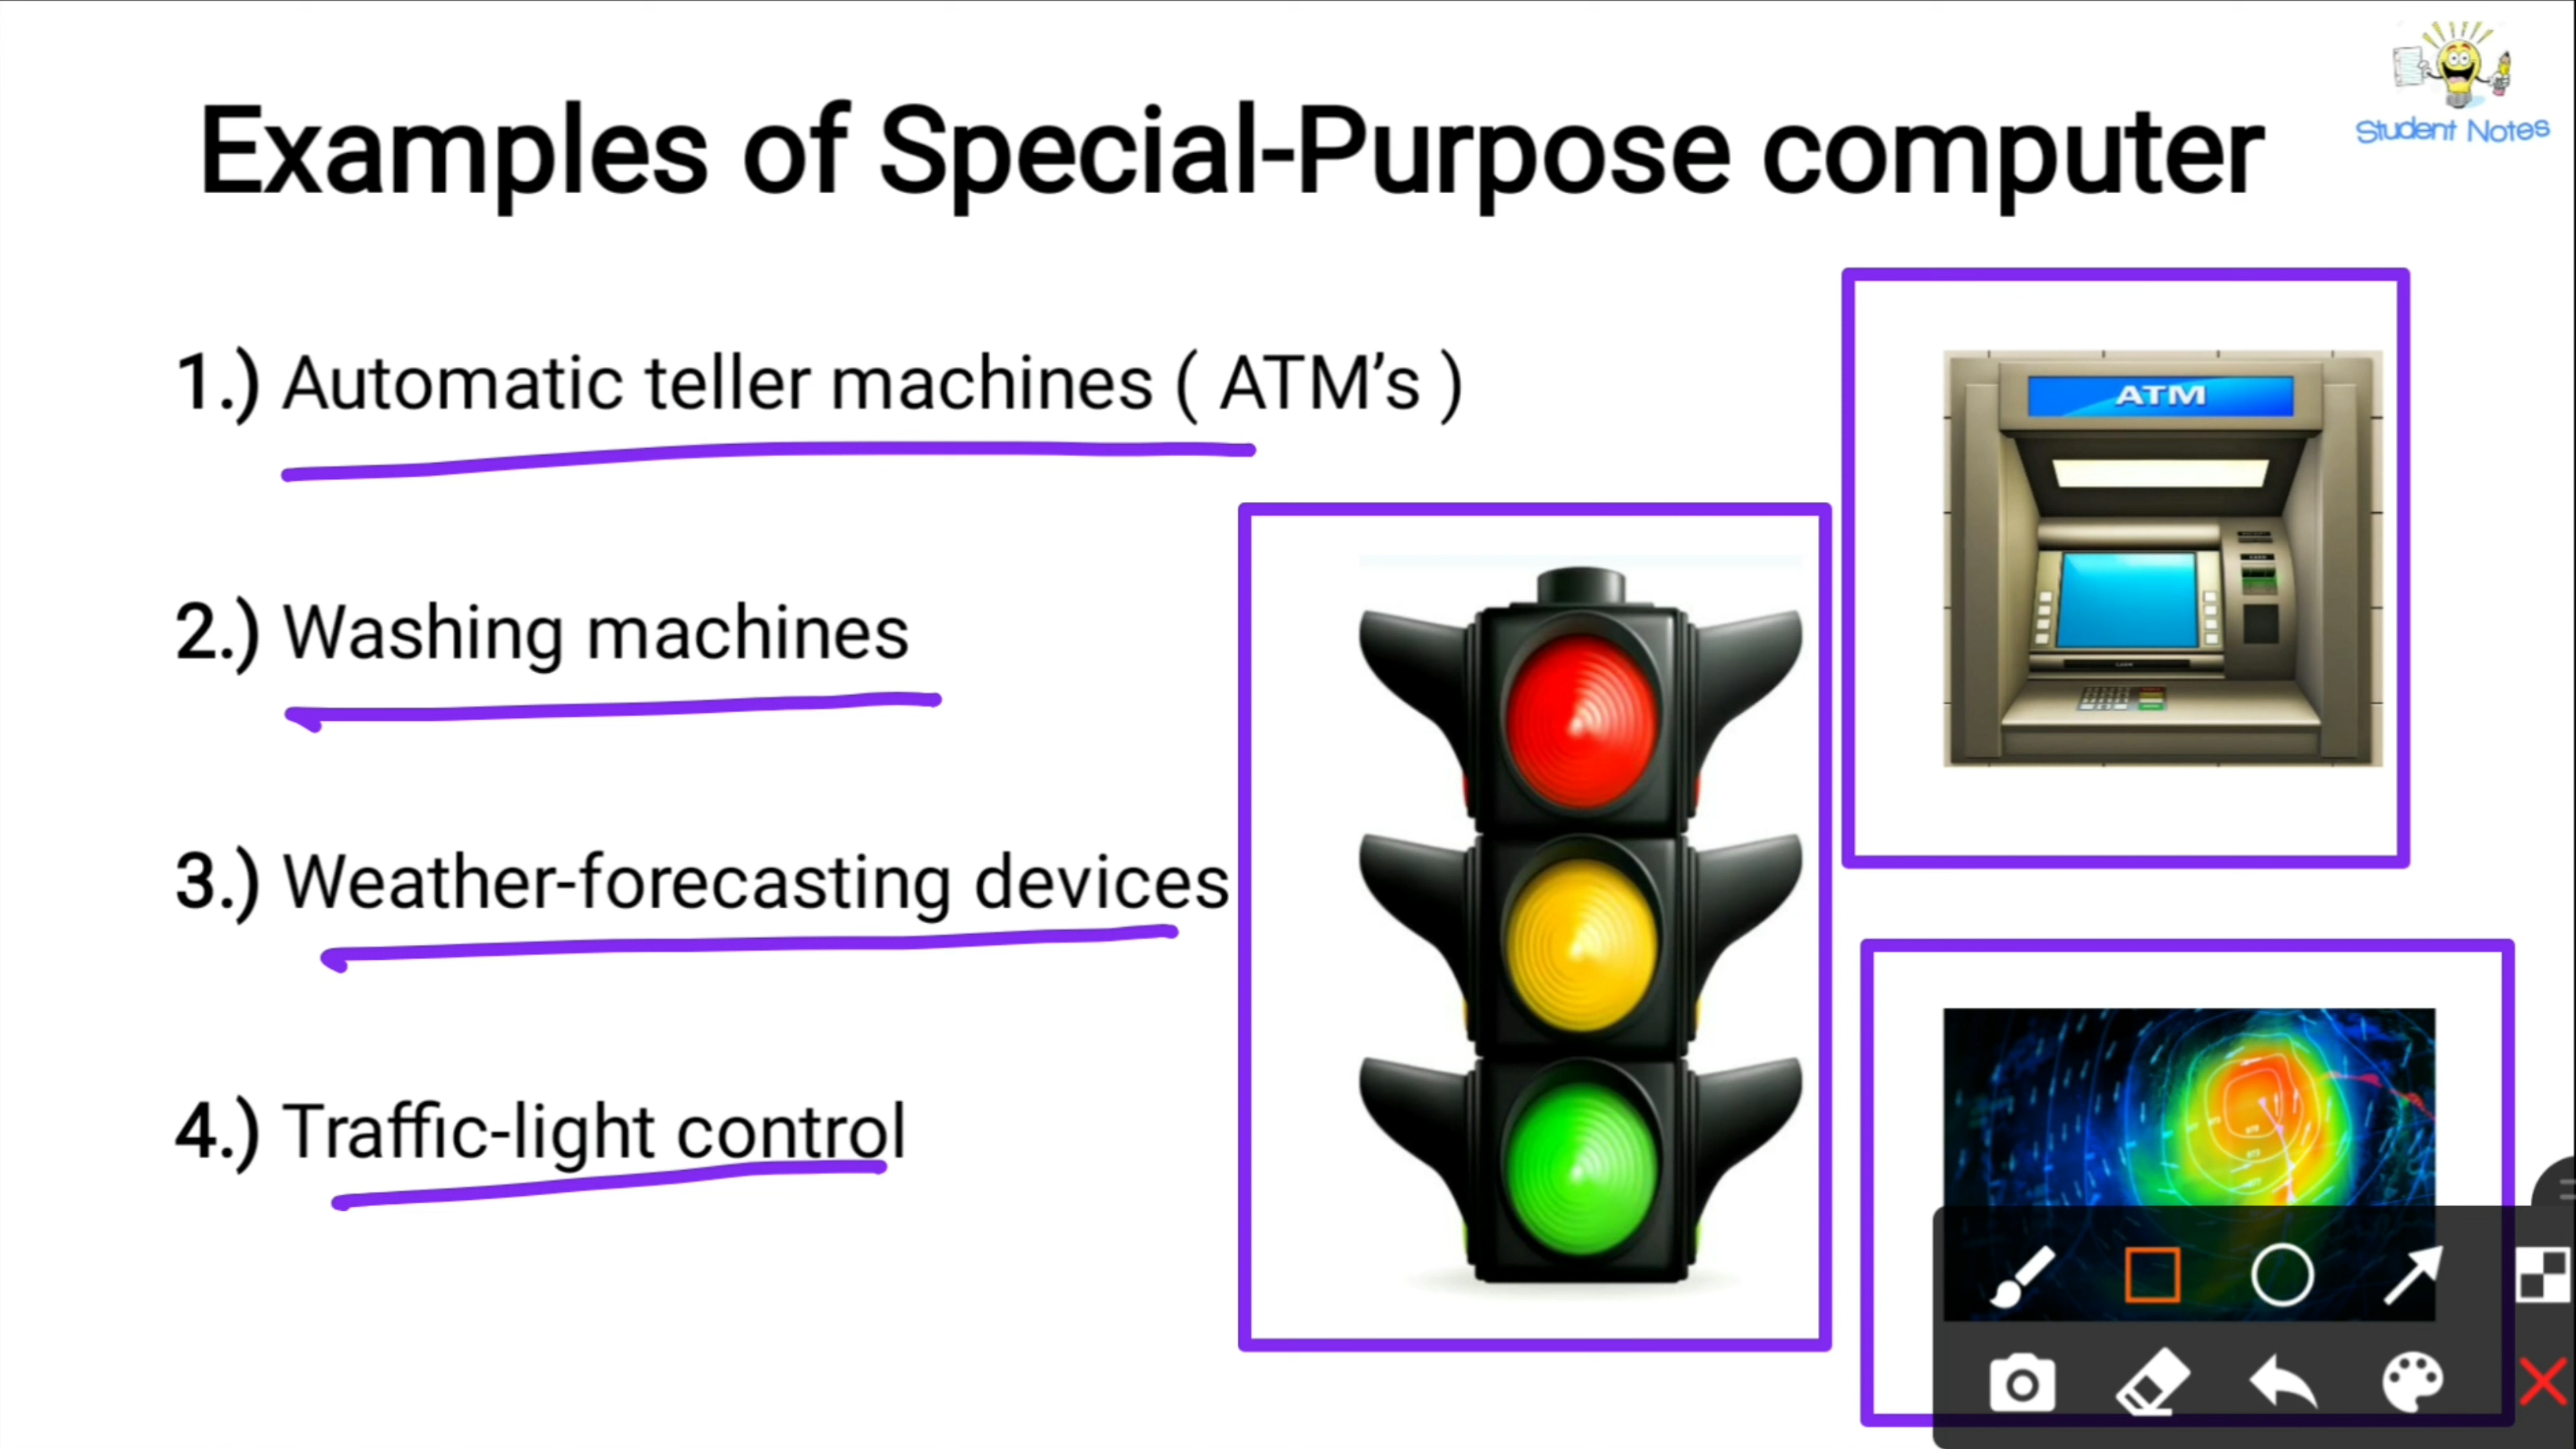 Student Notes
Examples of Special-Purpose computer
1.) Automatic teller machines ( ATM’s )
2.) Washing machines
3.) Weather-forecasting devices
4.) Traffic-light control
ATM